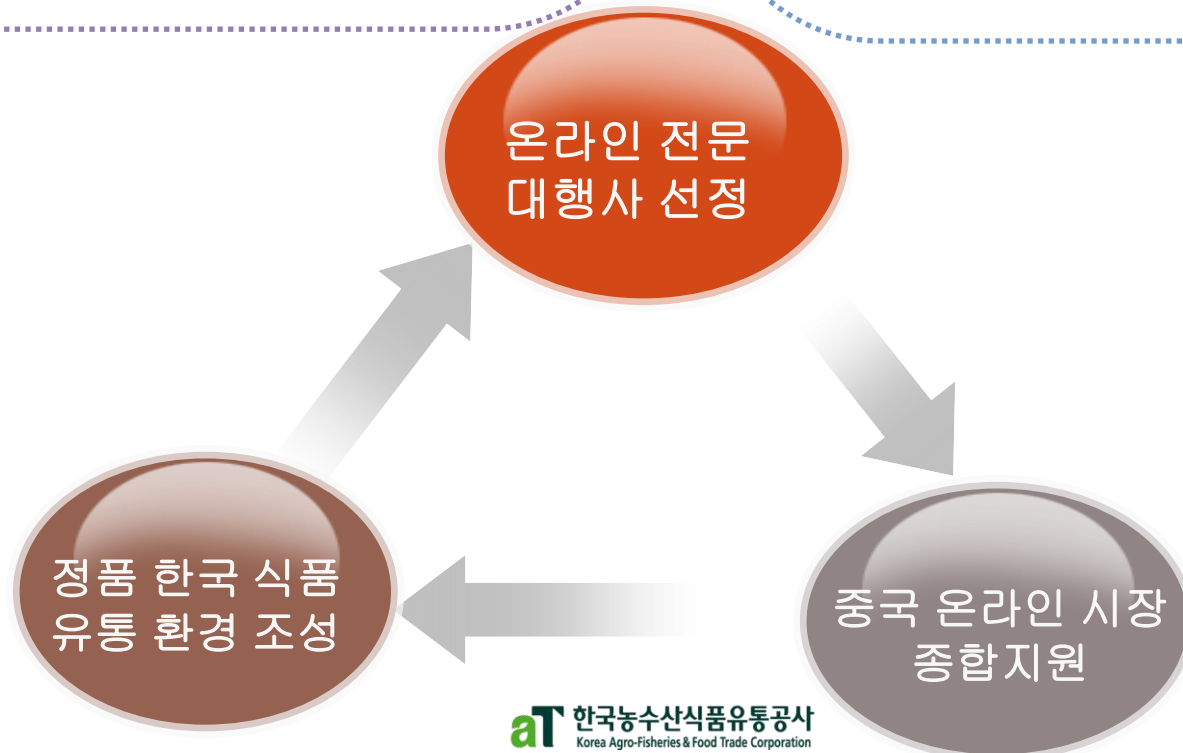 온라인 전문
대행사 선정
정품 한국 식품
유통 환경 조성
중국 온라인 시장
종합지원
aT 한국농수산식품유통공사
Korea Agro-Fisheries & Food Trade Corporation